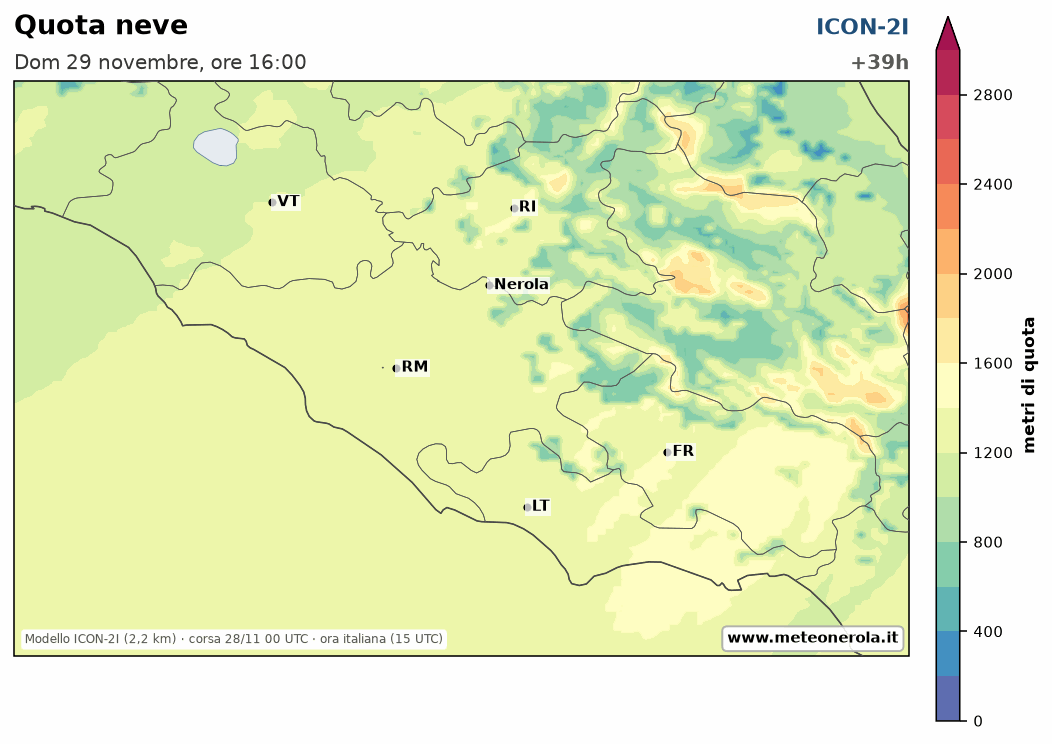 Quota neve
ICON-2I
Dom 29 novembre, ore 16:00
+39h
VT
RI
Nerola
RM
FR
LT
Modello ICON-2I (2,2 km) · corsa 28/11 00 UTC · ora italiana (15 UTC)
www.meteonerola.it
2800
2400
2000
1600
1200
800
400
0
metri di quota